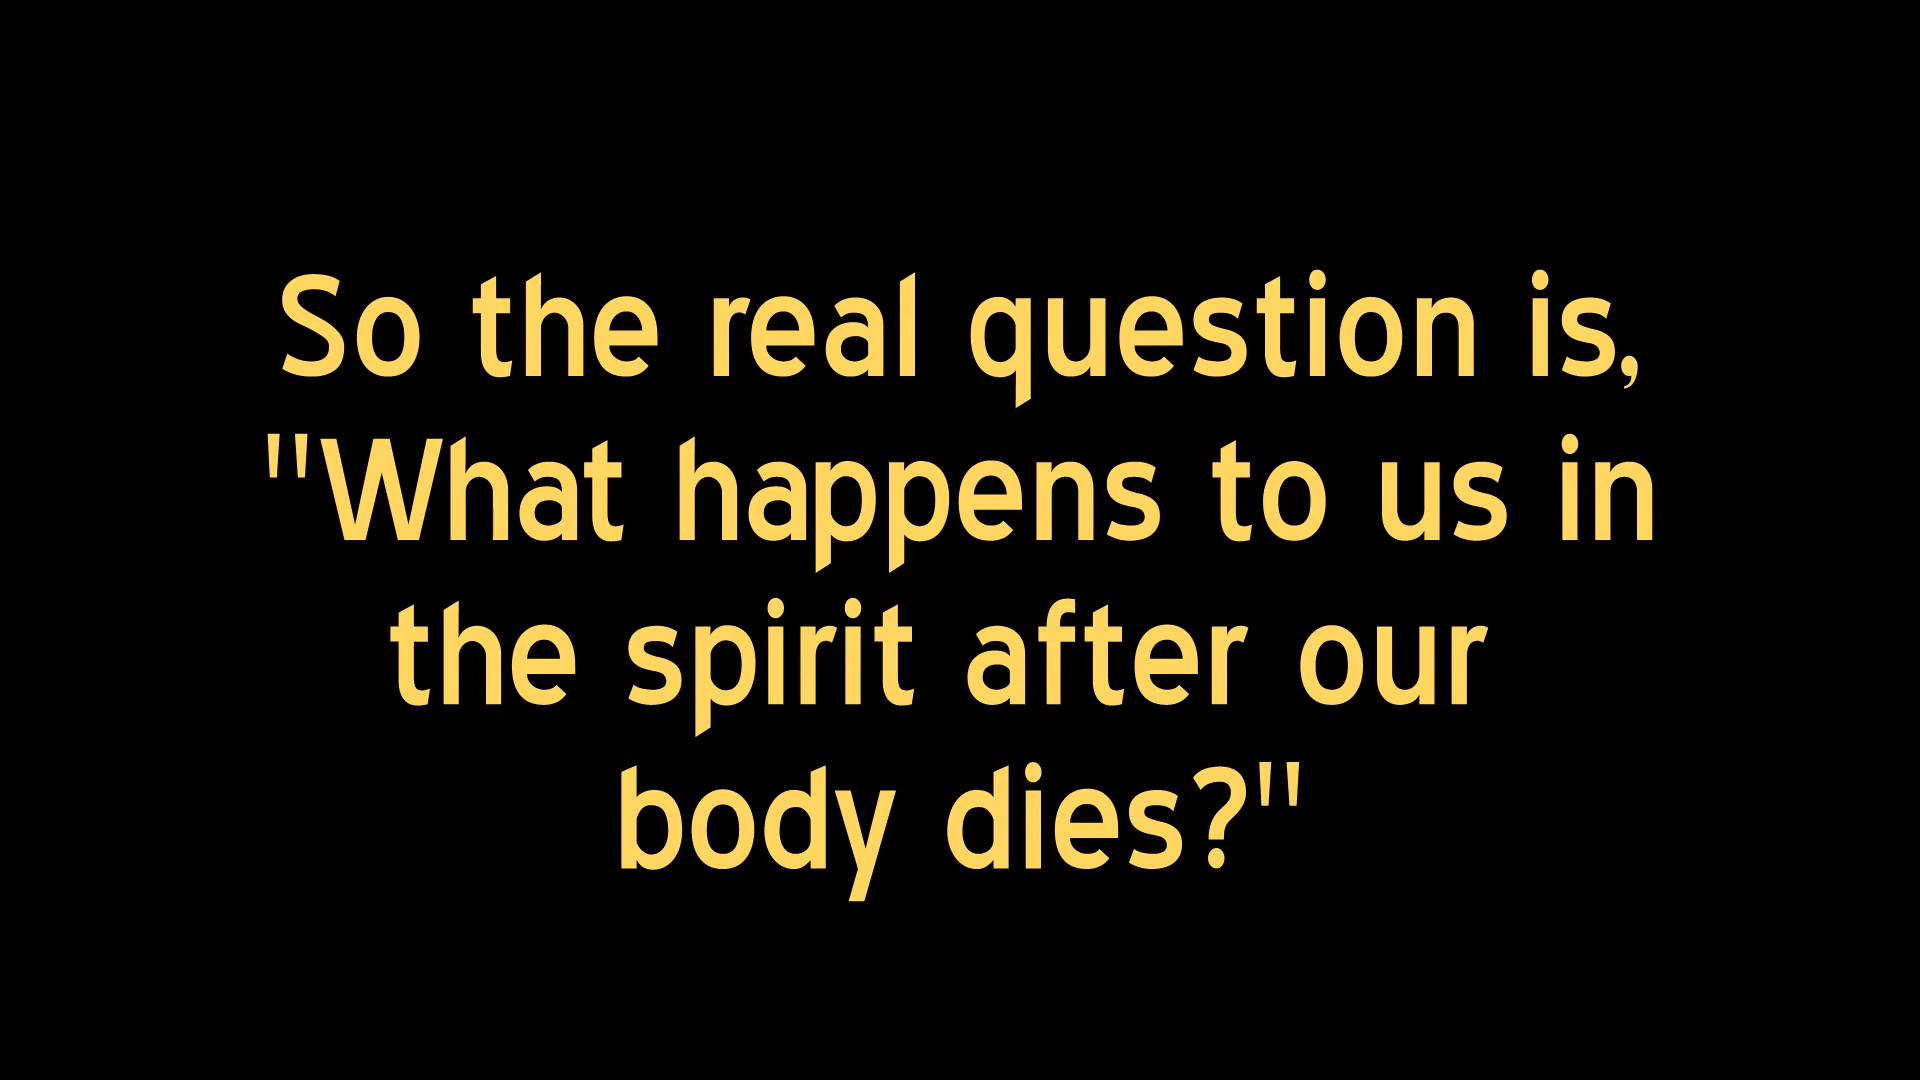 So the real question is,
"What happens to us in
the spirit after our
body dies?"